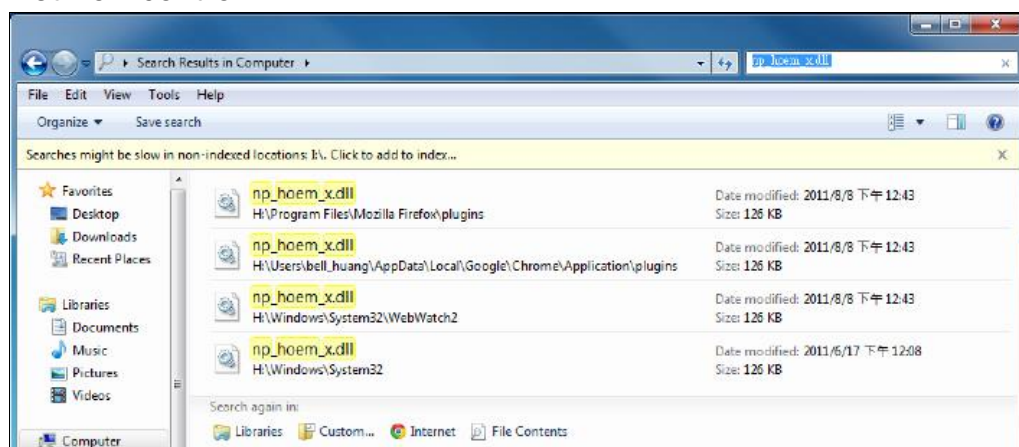 Search Results in Computer
np_hoem_x.dll
File Edit View Tools Help
Organize Save search
Searches might be slow in non-indexed locations: I:\. Click to add to index...
Favorites
Desktop
Downloads
Recent Places
Libraries
Documents
Music
Pictures
Videos
Computer
np_hoem_x.dll
H:\Program Files\Mozilla Firefox\plugins
Date modified: 2011/8/8 下午 12:43
Size: 126 KB
np_hoem_x.dll
H:\Users\bell_huang\AppData\Local\Google\Chrome\Application\plugins
Date modified: 2011/8/8 下午 12:43
Size: 126 KB
np_hoem_x.dll
H:\Windows\System32\WebWatch2
Date modified: 2011/8/8 下午 12:43
Size: 126 KB
np_hoem_x.dll
H:\Windows\System32
Date modified: 2011/6/17 下午 12:08
Size: 126 KB
Search again in:
Libraries Custom... Internet File Contents